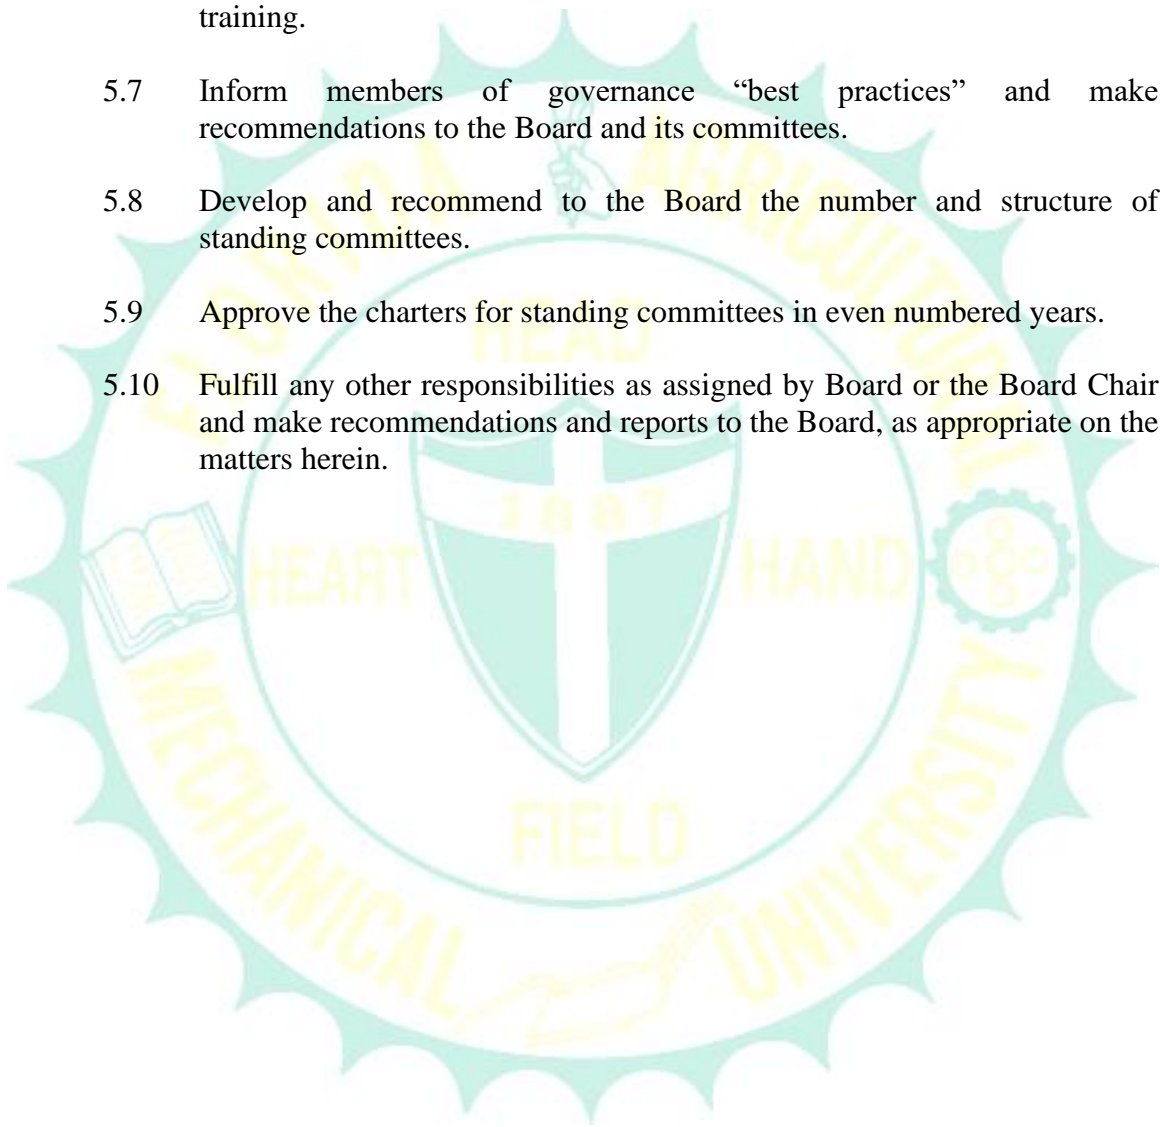 training.
5.7 Inform members of governance “best practices” and make
recommendations to the Board and its committees.
5.8 Develop and recommend to the Board the number and structure of
standing committees.
5.9 Approve the charters for standing committees in even numbered years.
5.10 Fulfill any other responsibilities as assigned by Board or the Board Chair
and make recommendations and reports to the Board, as appropriate on the
matters herein.
FLORIDA AGRICULTURAL
HEAD
1887
HEART HAND
FIELD
MECHANICAL UNIVERSITY